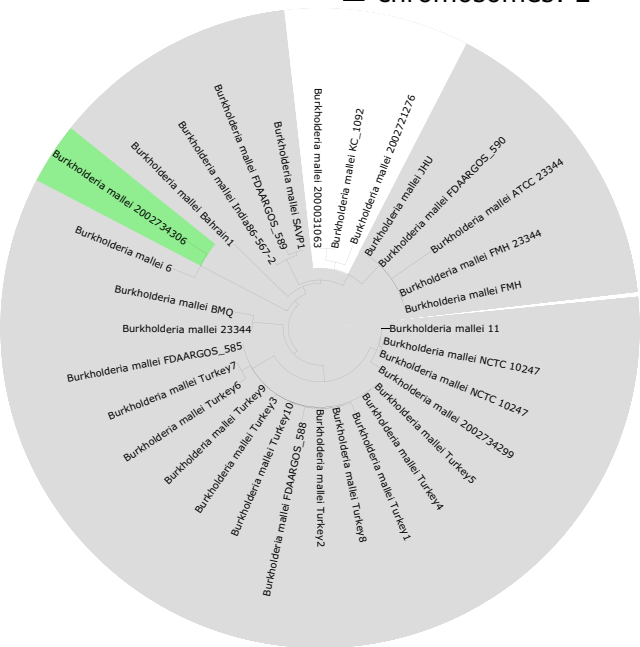 Burkholderia mallei 2000031063
Burkholderia mallei KC_1092
Burkholderia mallei 2002721276
Burkholderia mallei JHU
Burkholderia mallei FDAARGOS_590
Burkholderia mallei ATCC 23344
Burkholderia mallei FMH 23344
Burkholderia mallei FMH
Burkholderia mallei 11
Burkholderia mallei NCTC 10247
Burkholderia mallei NCTC 10247
Burkholderia mallei 2002734299
Burkholderia mallei Turkey5
Burkholderia mallei Turkey4
Burkholderia mallei Turkey1
Burkholderia mallei Turkey8
Burkholderia mallei Turkey2
Burkholderia mallei FDAARGOS_588
Burkholderia mallei Turkey10
Burkholderia mallei Turkey3
Burkholderia mallei Turkey9
Burkholderia mallei Turkey6
Burkholderia mallei Turkey7
Burkholderia mallei FDAARGOS_585
Burkholderia mallei 23344
Burkholderia mallei BMQ
Burkholderia mallei 6
Burkholderia mallei 2002734306
Burkholderia mallei Bahrain1
Burkholderia mallei India86-567-2
Burkholderia mallei FDAARGOS_589
Burkholderia mallei SAVP1